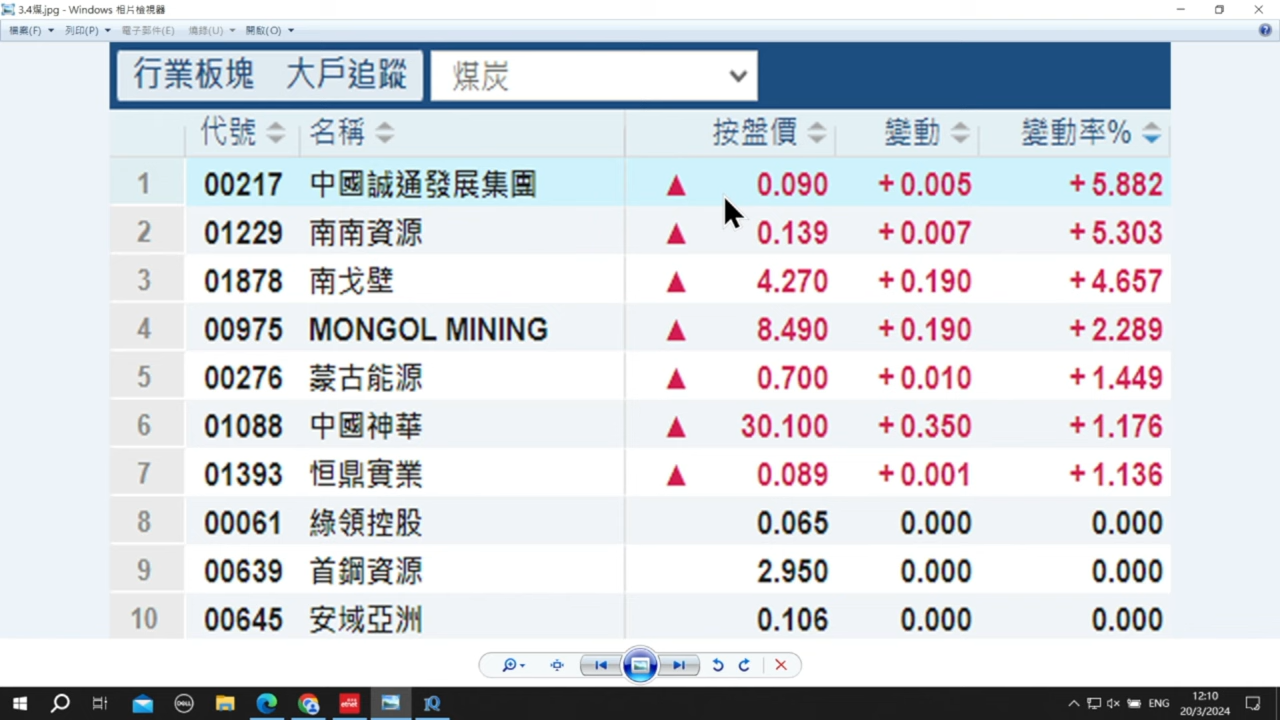 3.4煤.jpg - Windows 相片檢視器
檔案(F) 列印(P) 電子郵件(E) 燒錄(U) 開啟(O)
行業板塊 大戶追蹤 煤炭
代號 名稱 按盤價 變動 變動率%
1 00217 中國誠通發展集團 ▲ 0.090 +0.005 +5.882
2 01229 南南資源 ▲ 0.139 +0.007 +5.303
3 01878 南戈壁 ▲ 4.270 +0.190 +4.657
4 00975 MONGOL MINING ▲ 8.490 +0.190 +2.289
5 00276 蒙古能源 ▲ 0.700 +0.010 +1.449
6 01088 中國神華 ▲ 30.100 +0.350 +1.176
7 01393 恒鼎實業 ▲ 0.089 +0.001 +1.136
8 00061 綠領控股 0.065 0.000 0.000
9 00639 首鋼資源 2.950 0.000 0.000
10 00645 安域亞洲 0.106 0.000 0.000
DELL etnet IQ ENG 12:10
20/3/2024